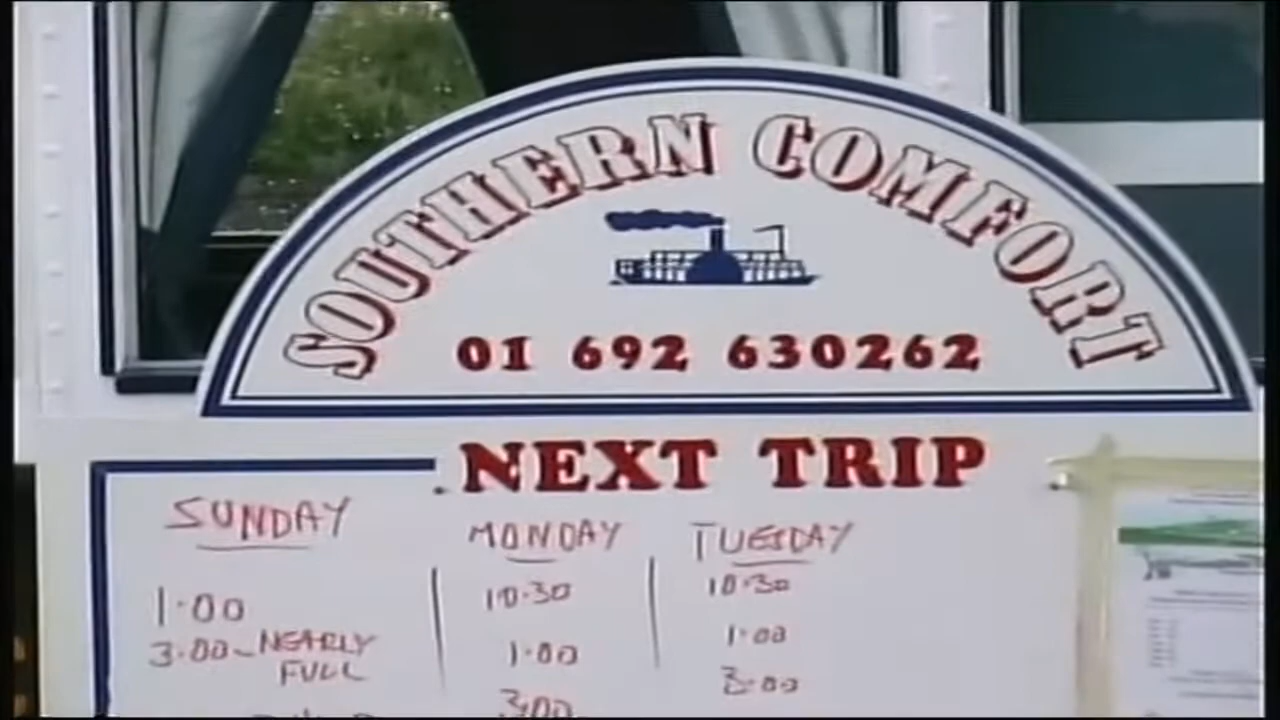 SOUTHERN COMFORT
01 692 630262
NEXT TRIP
SUNDAY
1·00
3·00 - NEARLY
FULL
MONDAY
10·30
1·00
3·00
TUESDAY
10·30
1·00
3·00